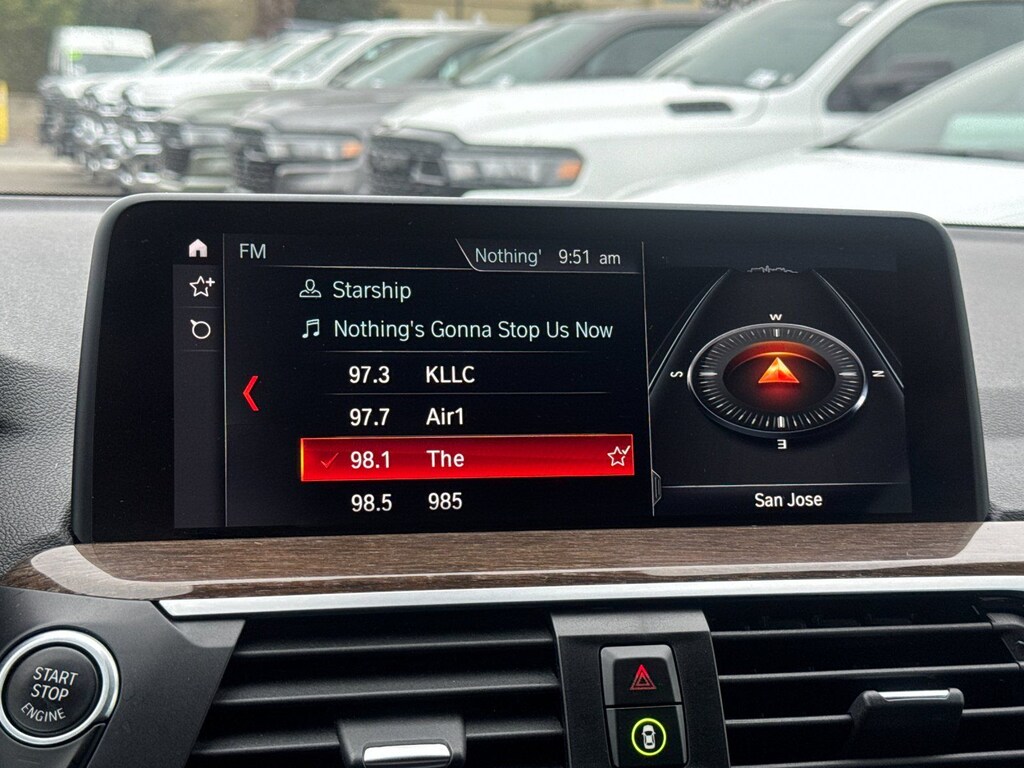 FM Nothing' 9:51 am
Starship
Nothing's Gonna Stop Us Now
97.3 KLLC
97.7 Air1
98.1 The
98.5 985
W
S N
E
San Jose
START
STOP
ENGINE